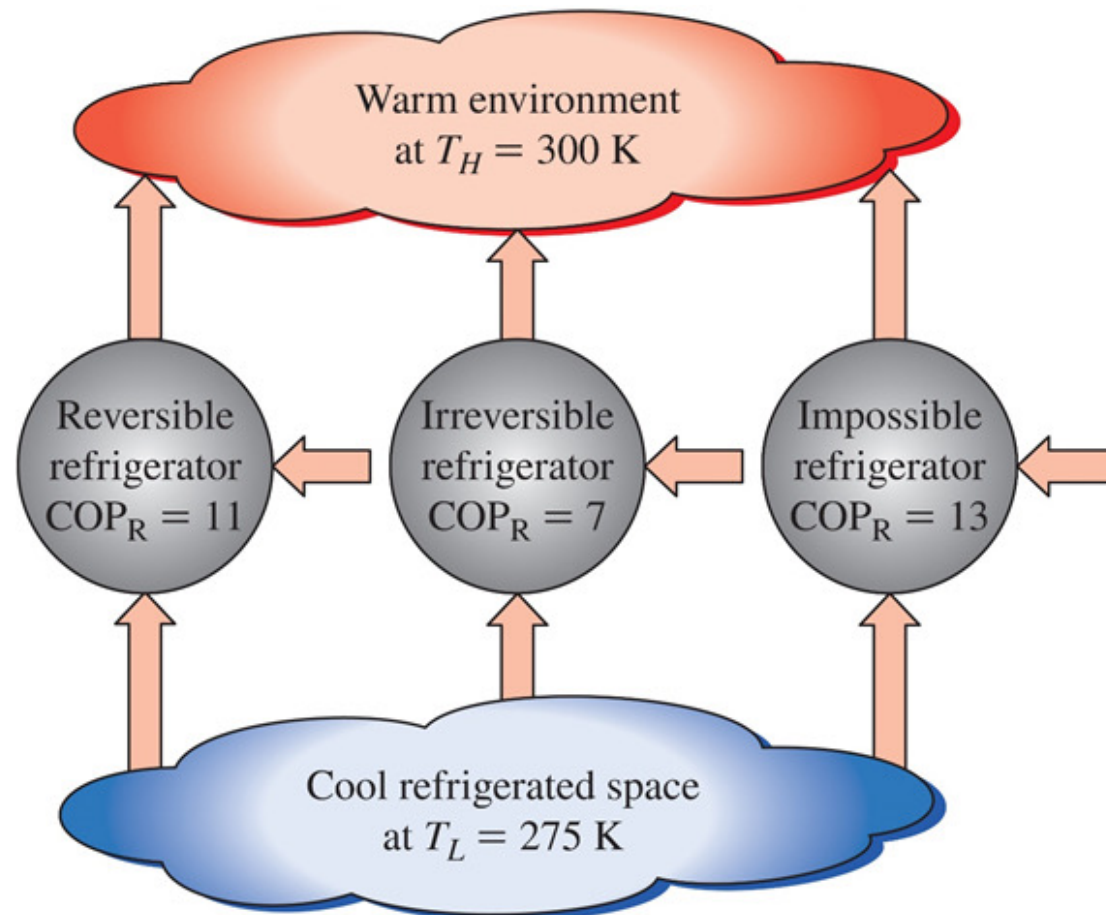 Warm environment
at T_H = 300 K
Reversible
refrigerator
COP_R = 11
Irreversible
refrigerator
COP_R = 7
Impossible
refrigerator
COP_R = 13
Cool refrigerated space
at T_L = 275 K